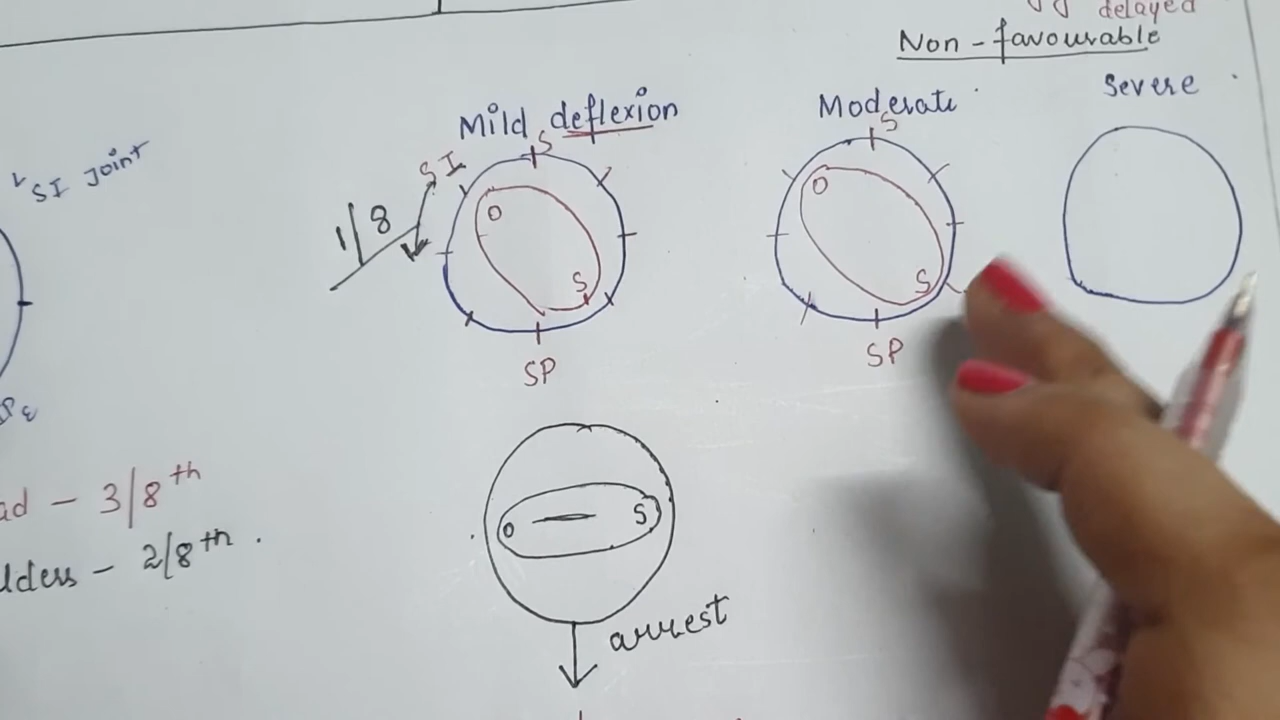 delayed
Non - favourable
Mild deflexion
Moderate
Severe
SI Joint
1/8
SI
S
O
S
SP
S
O
S
SP
ad - 3/8th
ulders - 2/8th .
O
S
arrest